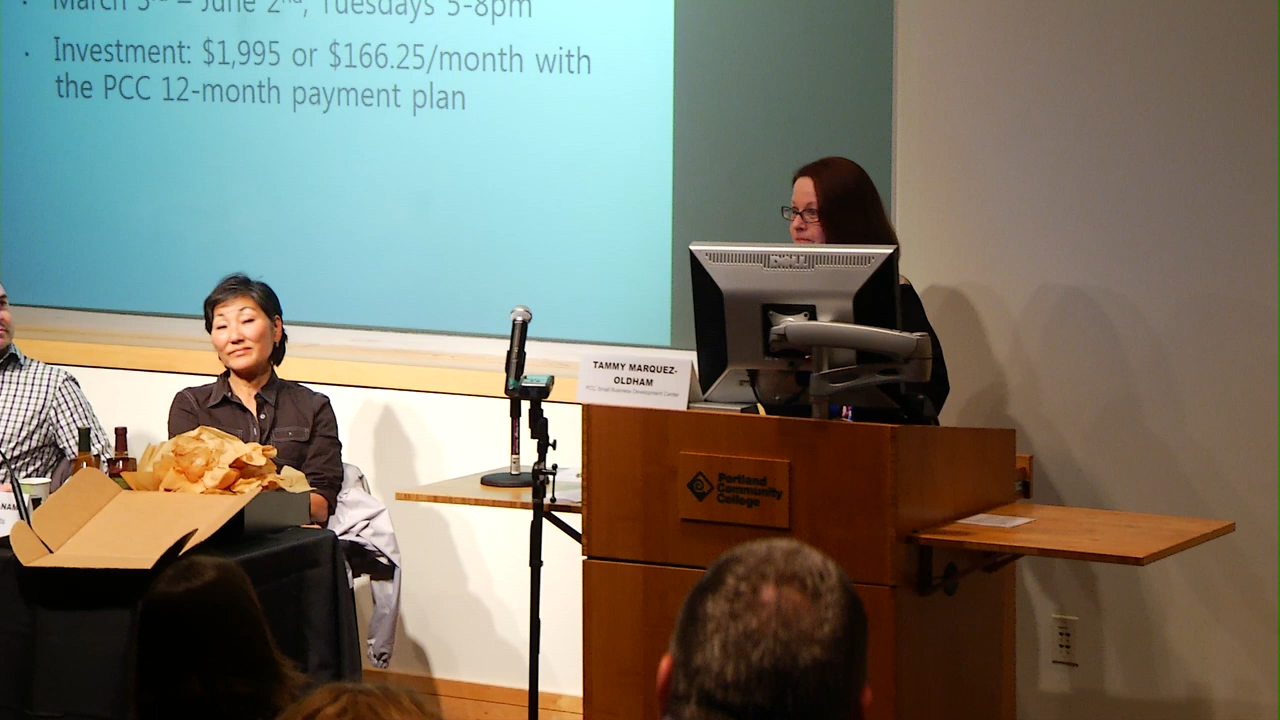 March 3rd – June 2nd, Tuesdays 5-8pm
· Investment: $1,995 or $166.25/month with
the PCC 12-month payment plan
TAMMY MARQUEZ-
OLDHAM
PCC Small Business Development Center
Portland
Community
College